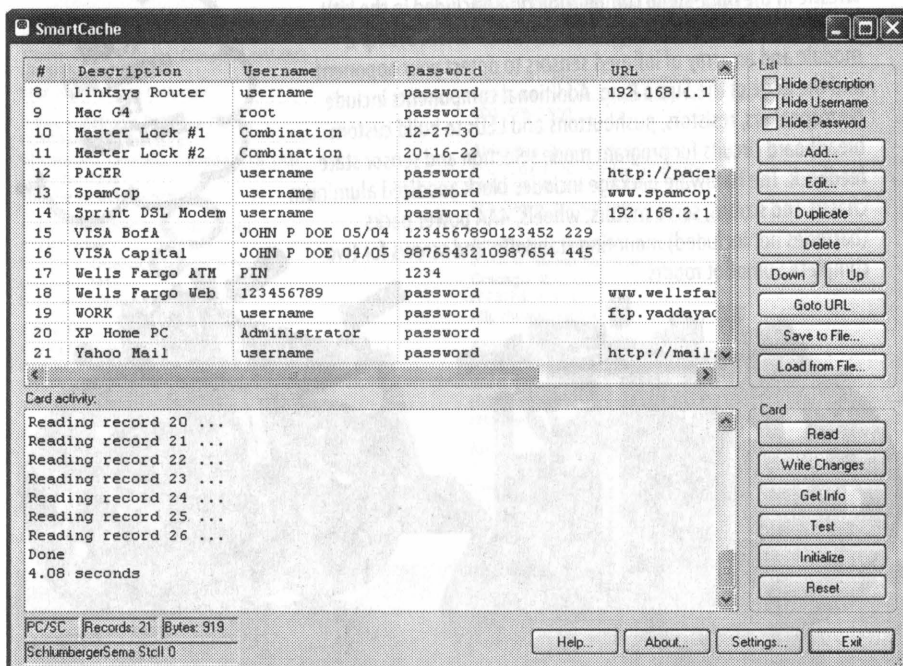 SmartCache
# Description Username Password URL
8 Linksys Router username password 192.168.1.1
9 Mac G4 root password
10 Master Lock #1 Combination 12-27-30
11 Master Lock #2 Combination 20-16-22
12 PACER username password http://pacer
13 SpamCop username password www.spamcop.
14 Sprint DSL Modem username password 192.168.2.1
15 VISA BofA JOHN P DOE 05/04 1234567890123452 229
16 VISA Capital JOHN P DOE 04/05 9876543210987654 445
17 Wells Fargo ATM PIN 1234
18 Wells Fargo Web 123456789 password www.wellsfar
19 WORK username password ftp.yaddayad
20 XP Home PC Administrator password
21 Yahoo Mail username password http://mail.
List
Hide Description
Hide Username
Hide Password
Add...
Edit...
Duplicate
Delete
Down Up
Goto URL
Save to File...
Load from File...
Card activity:
Reading record 20 ...
Reading record 21 ...
Reading record 22 ...
Reading record 23 ...
Reading record 24 ...
Reading record 25 ...
Reading record 26 ...
Done
4.08 seconds
Card
Read
Write Changes
Get Info
Test
Initialize
Reset
PC/SC Records: 21 Bytes: 919
SchlumbergerSema Stcll 0
Help... About... Settings... Exit